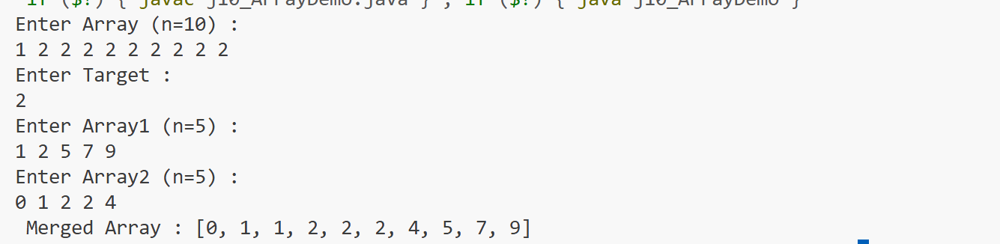 if ($?) { javac j10_ArrayDemo.java } ; if ($?) { java j10_ArrayDemo }
Enter Array (n=10) :
1 2 2 2 2 2 2 2 2 2
Enter Target :
2
Enter Array1 (n=5) :
1 2 5 7 9
Enter Array2 (n=5) :
0 1 2 2 4
Merged Array : [0, 1, 1, 2, 2, 2, 4, 5, 7, 9]